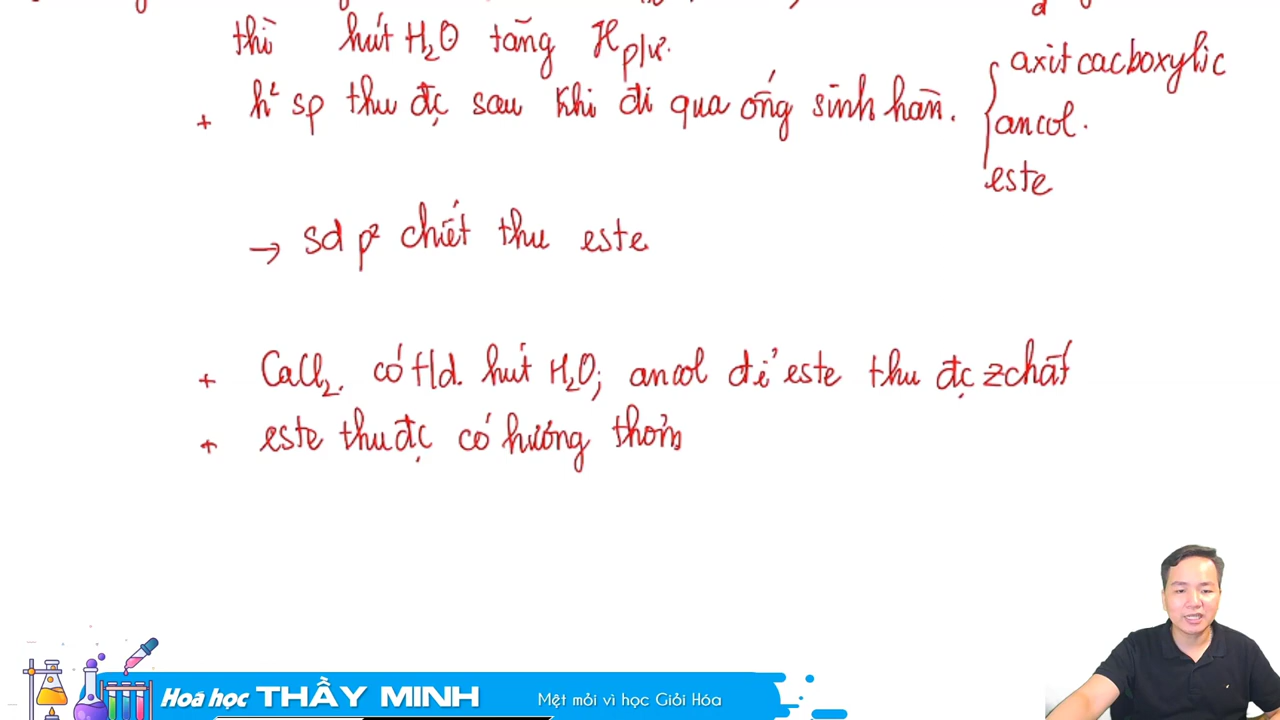 thì hút H₂O tăng H p/ư.
+ h² sp thu đc sau khi đi qua ống sinh hàn.
axit cacboxylic
ancol.
este
→ sd p² chiết thu este
+ CaCl₂. có t/d. hút H₂O; ancol để este thu đc z chất
+ este thu đc có hương thơm
Hoá học THẦY MINH
Mệt mỏi vì học Giỏi Hóa